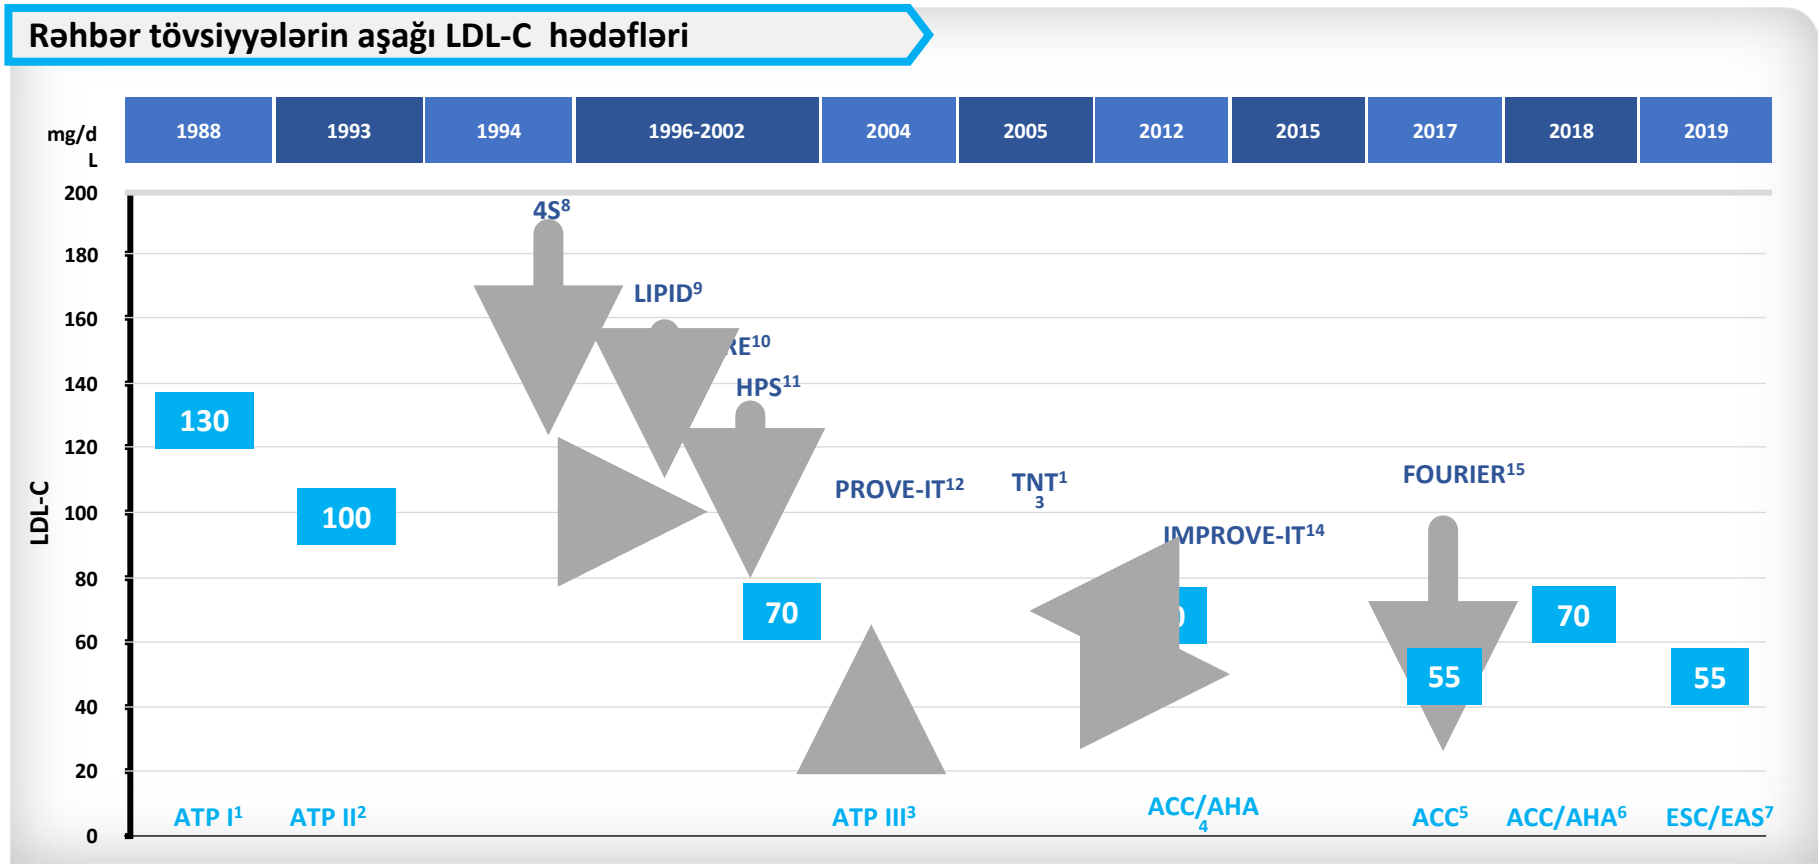 Rəhbər tövsiyyələrin aşağı LDL-C hədəfləri
mg/d
L
1988 1993 1994 1996-2002 2004 2005 2012 2015 2017 2018 2019
200
4S8
180
LIPID9
160
RE10
140
HPS11
130
120
LDL-C
PROVE-IT12
TNT1
3
FOURIER15
100
100
IMPROVE-IT14
80
70
70
60
55
55
40
20
ATP I1
ATP II2
ATP III3
ACC/AHA
4
ACC5
ACC/AHA6
ESC/EAS7
0